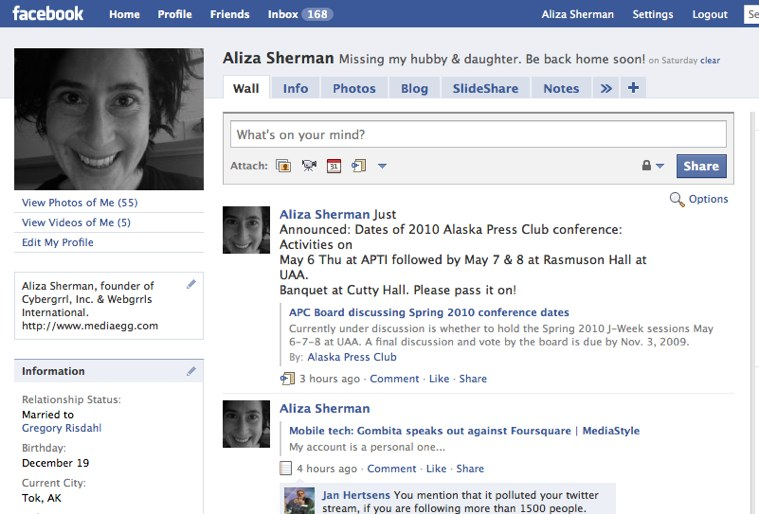 facebook Home Profile Friends Inbox 168 Aliza Sherman Settings Logout Se
Aliza Sherman Missing my hubby & daughter. Be back home soon! on Saturday clear
Wall Info Photos Blog SlideShare Notes » +
What's on your mind?
Attach: 31 Share
Options
View Photos of Me (55)
View Videos of Me (5)
Edit My Profile
Aliza Sherman, founder of
Cybergrrl, Inc. & Webgrrls
International.
http://www.mediaegg.com
Information
Relationship Status:
Married to
Gregory Risdahl
Birthday:
December 19
Current City:
Tok, AK
Aliza Sherman Just
Announced: Dates of 2010 Alaska Press Club conference:
Activities on
May 6 Thu at APTI followed by May 7 & 8 at Rasmuson Hall at
UAA.
Banquet at Cutty Hall. Please pass it on!
APC Board discussing Spring 2010 conference dates
Currently under discussion is whether to hold the Spring 2010 J-Week sessions May
6-7-8 at UAA. A final discussion and vote by the board is due by Nov. 3, 2009.
By: Alaska Press Club
3 hours ago · Comment · Like · Share
Aliza Sherman
Mobile tech: Gombita speaks out against Foursquare | MediaStyle
My account is a personal one...
4 hours ago · Comment · Like · Share
Jan Hertsens You mention that it polluted your twitter
stream, if you are following more than 1500 people.